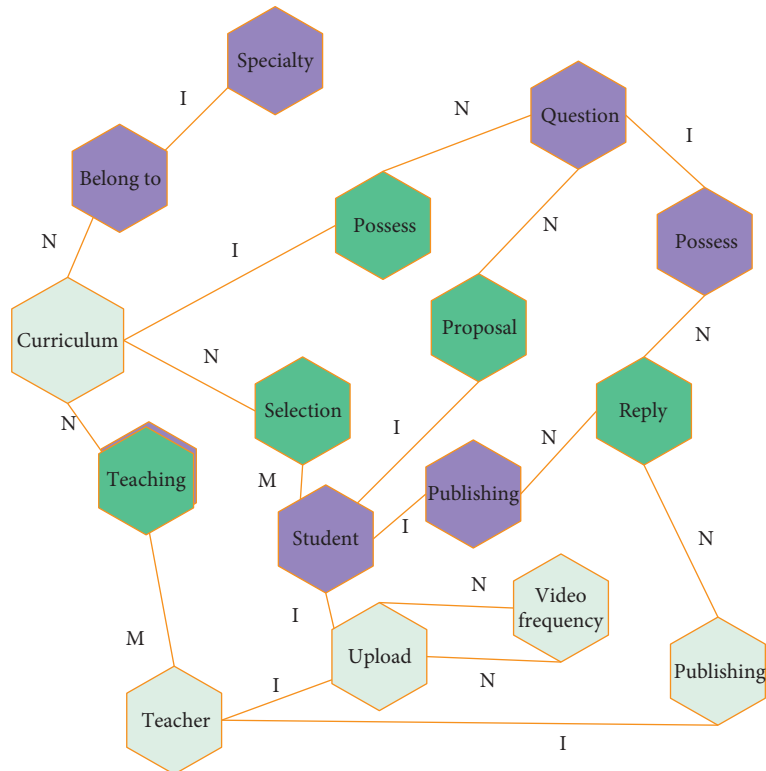 Specialty
I
N
Question
I
Belong to
Possess
N
Possess
N
I
Proposal
Curriculum
N
N
Selection
Reply
N
I
N
Teaching
M
Publishing
I
Student
N
N
Video
frequency
I
M
Upload
N
Publishing
I
Teacher
I